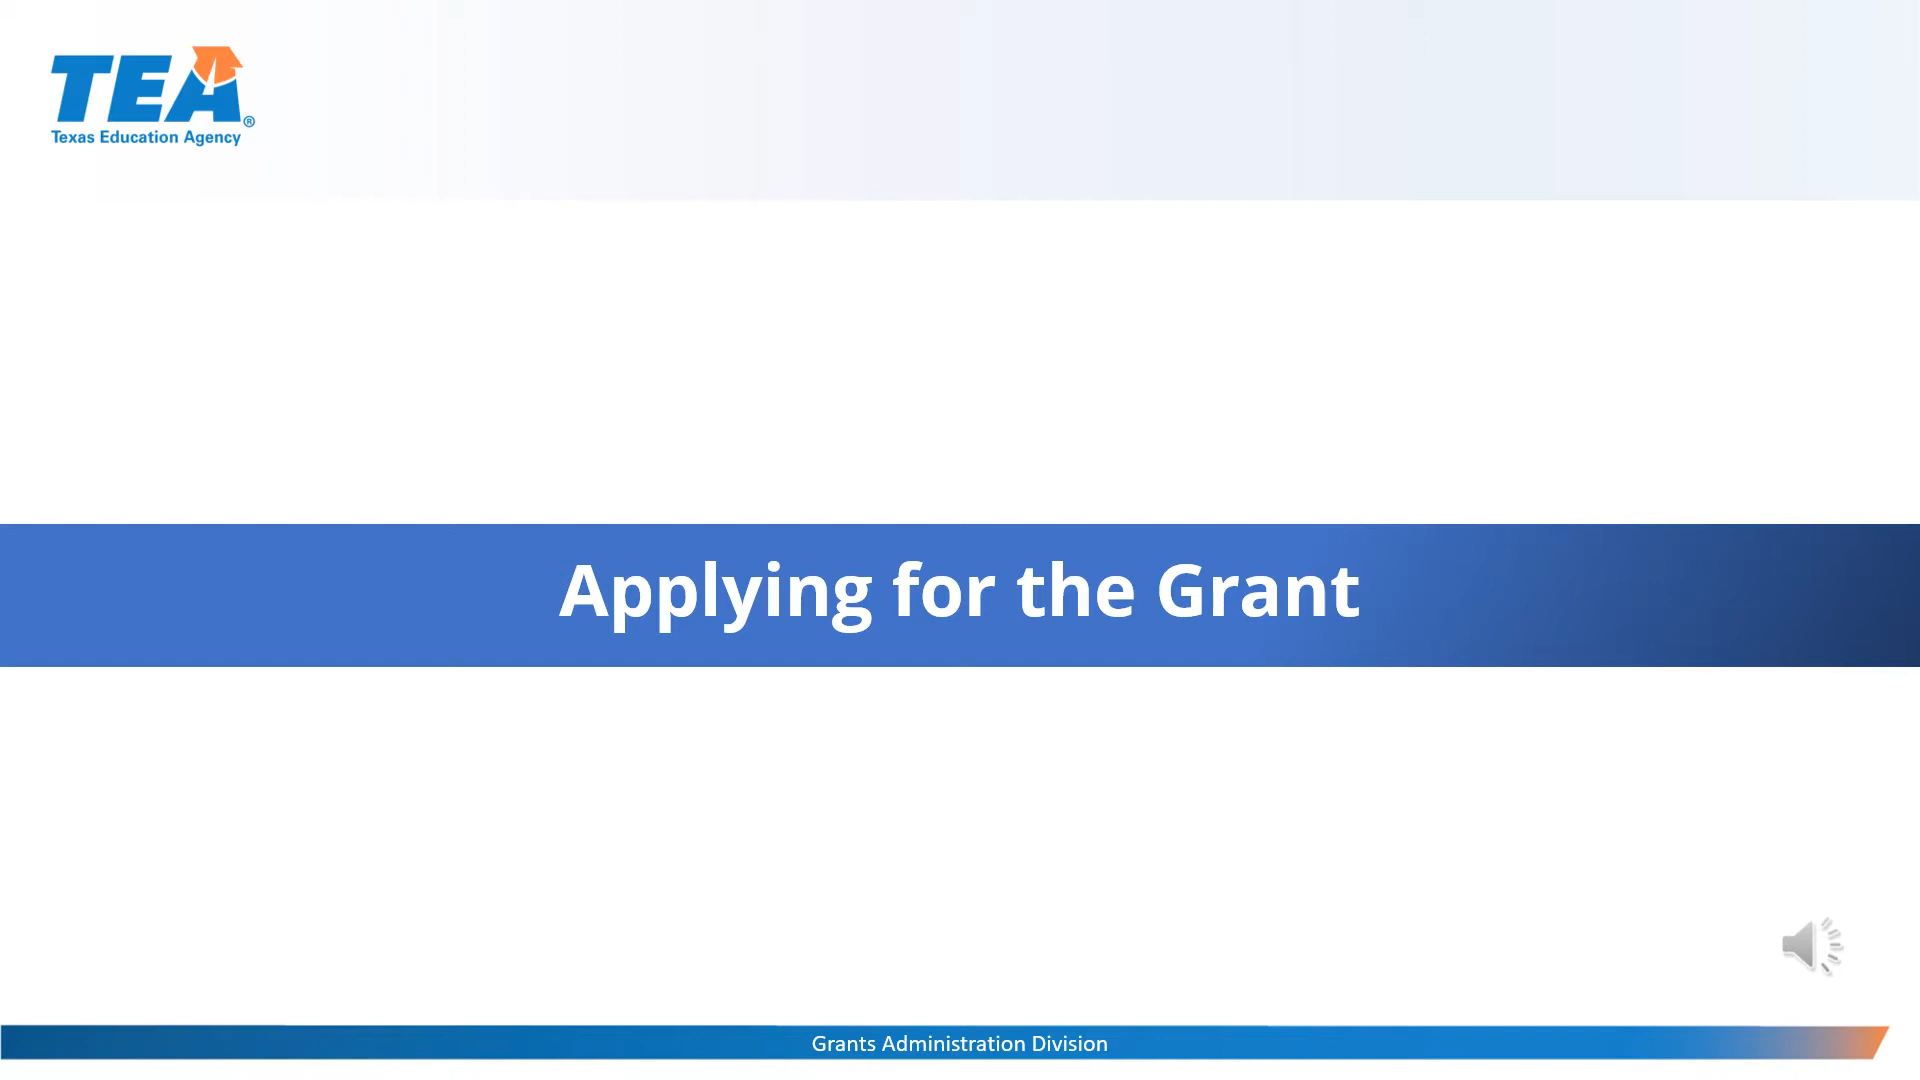 TEA®
Texas Education Agency
Applying for the Grant
Grants Administration Division